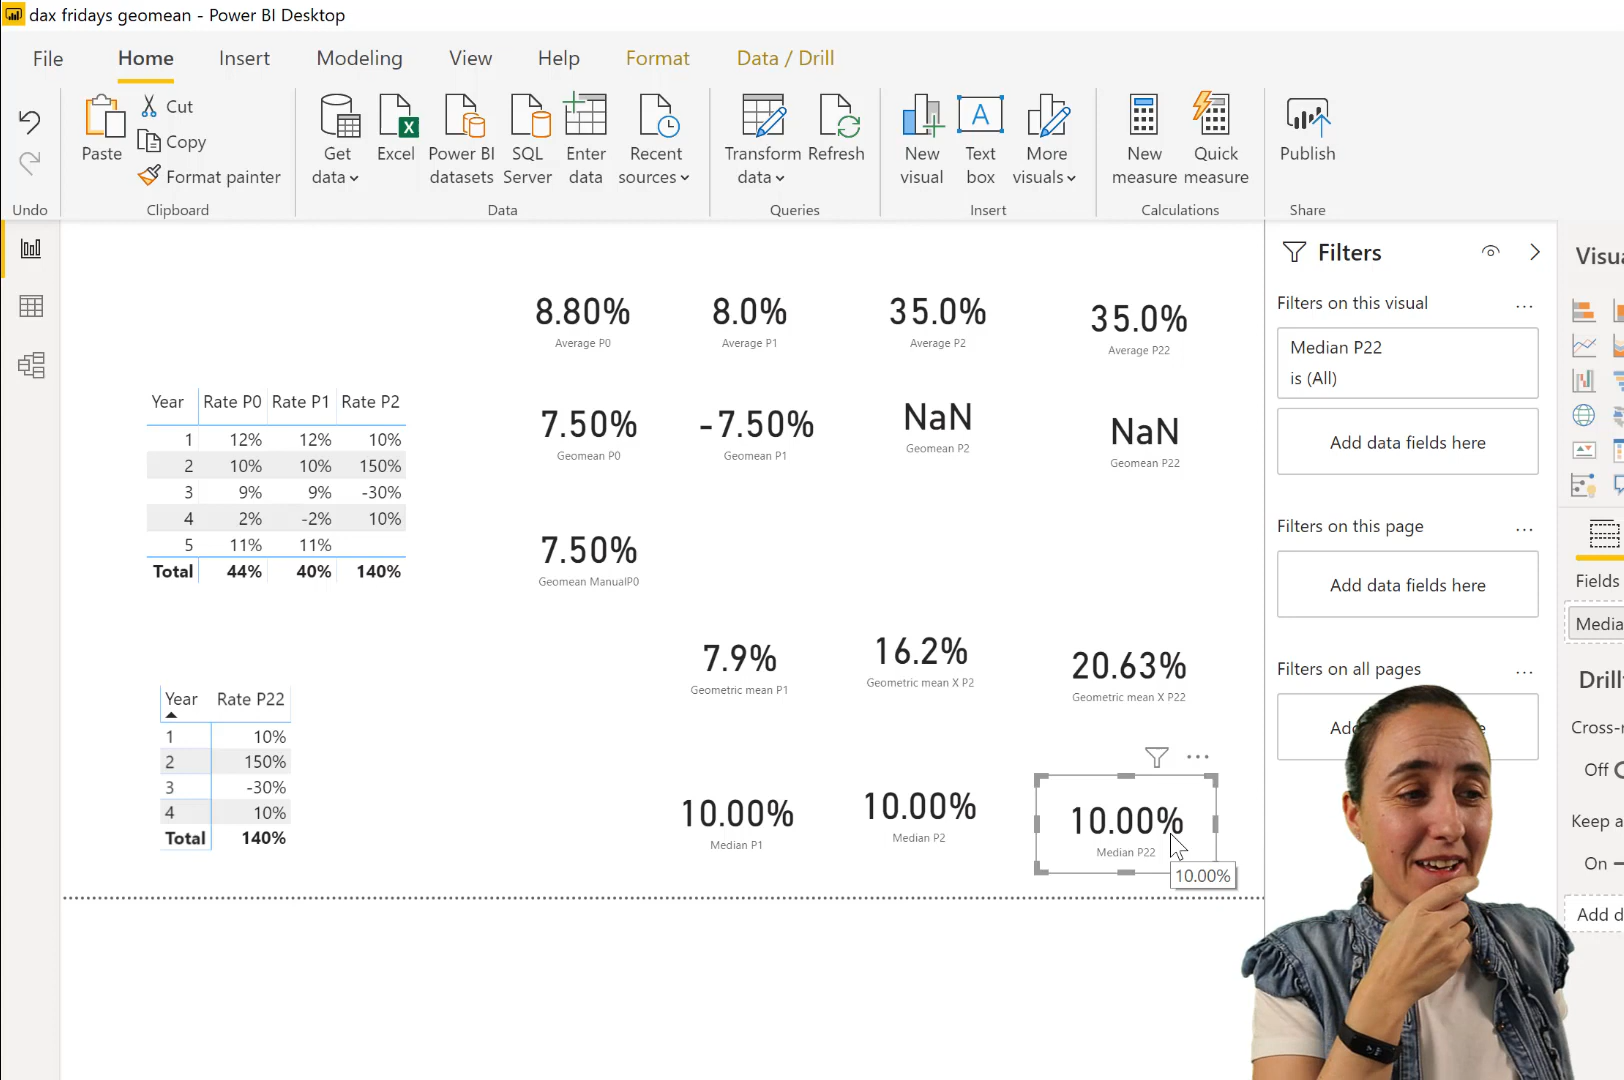 dax fridays geomean - Power BI Desktop
File Home Insert Modeling View Help Format Data / Drill
Paste
Cut
Copy
Format painter
Get data
Excel
Power BI datasets
SQL Server
Enter data
Recent sources
Transform data
Refresh
New visual
Text box
More visuals
New measure
Quick measure
Publish
Undo Clipboard Data Queries Insert Calculations Share
8.80%
Average P0
8.0%
Average P1
35.0%
Average P2
35.0%
Average P22
7.50%
Geomean P0
-7.50%
Geomean P1
NaN
Geomean P2
NaN
Geomean P22
Year Rate P0 Rate P1 Rate P2
1 12% 12% 10%
2 10% 10% 150%
3 9% 9% -30%
4 2% -2% 10%
5 11% 11%
Total 44% 40% 140%
7.50%
Geomean ManualP0
7.9%
Geometric mean P1
16.2%
Geometric mean X P2
20.63%
Geometric mean X P22
Year Rate P22
1 10%
2 150%
3 -30%
4 10%
Total 140%
10.00%
Median P1
10.00%
Median P2
10.00%
Median P22
10.00%
Filters
Filters on this visual ...
Median P22
is (All)
Add data fields here
Filters on this page ...
Add data fields here
Filters on all pages ...
Ad e
Visua
Fields
Media
Drill
Cross-r
Off
Keep a
On
Add d